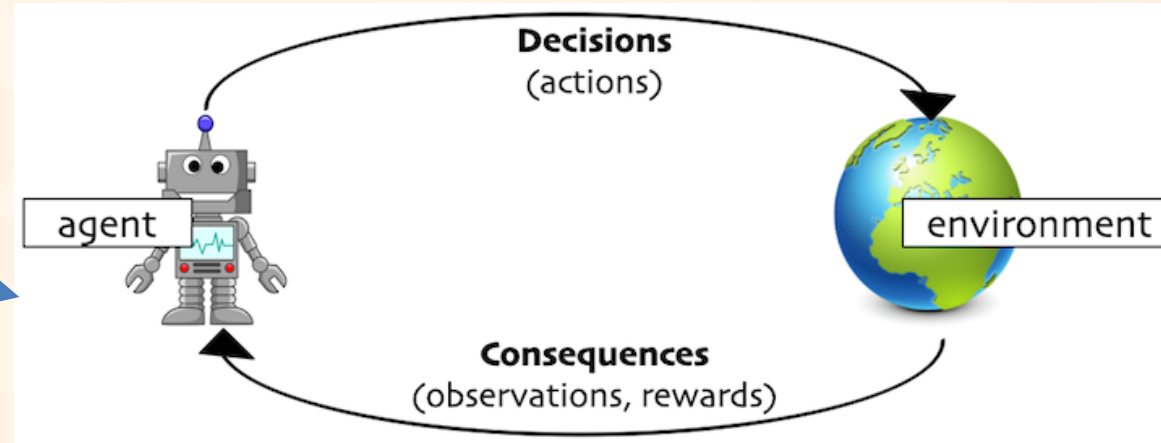 Decisions
(actions)
agent
environment
Consequences
(observations, rewards)